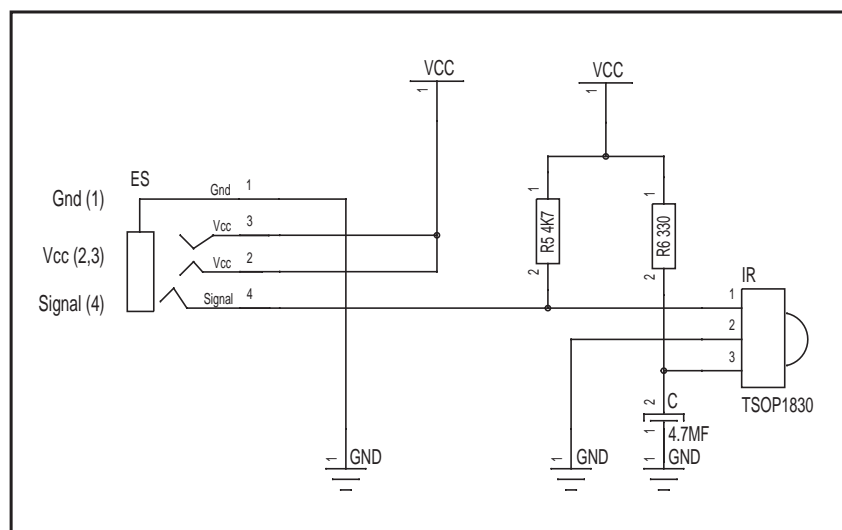 VCC
1
VCC
1
ES
Gnd (1)
Gnd 1
Vcc 3
Vcc (2,3)
Vcc 2
Signal (4)
Signal 4
1
R5 4K7
2
1
R6 330
2
IR
1
2
3
TSOP1830
2 C
1 4.7MF
1 GND
1 GND
1 GND